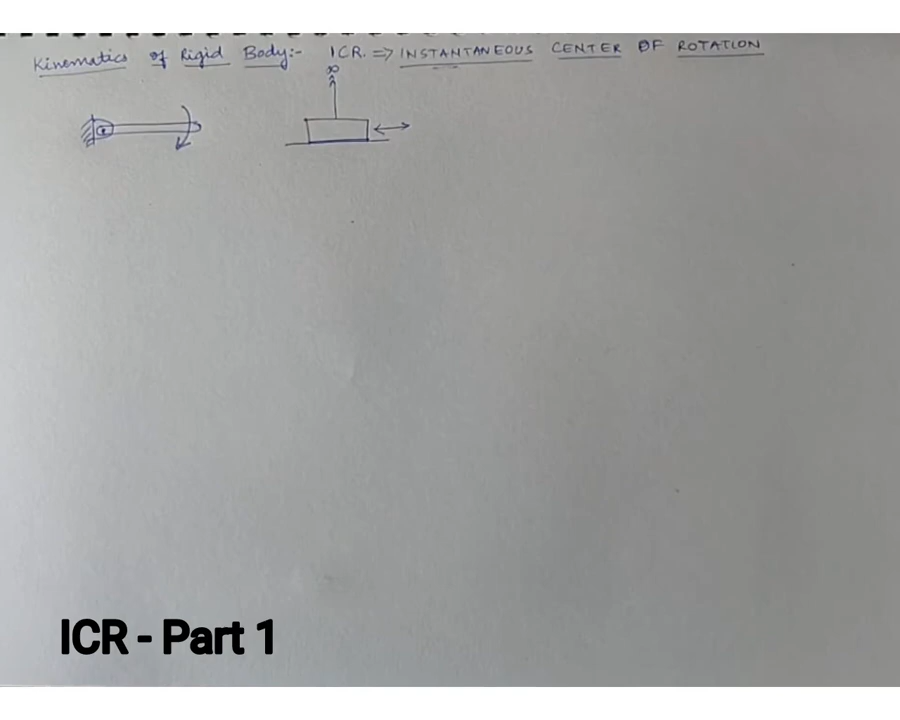 Kinematics of Rigid Body:- ICR. => INSTANTANEOUS CENTER OF ROTATION
∞
ICR - Part 1